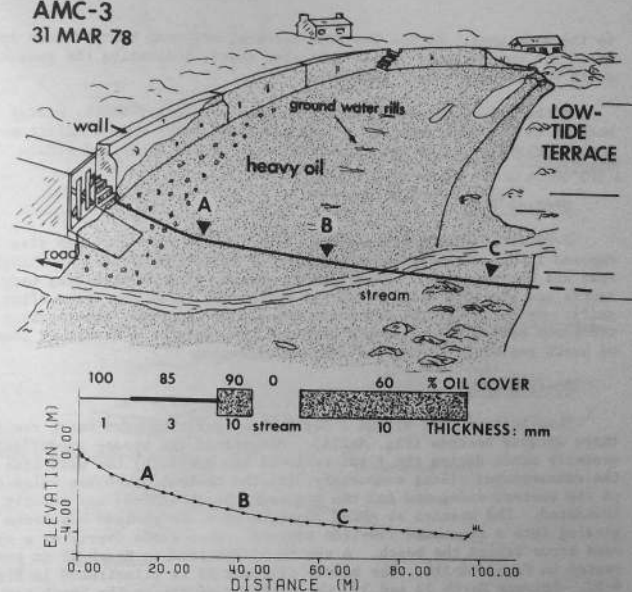 AMC-3
31 MAR 78
wall
ground water rills
LOW-
TIDE
TERRACE
heavy oil
A
B
C
road
stream
100 85 90 0 60 % OIL COVER
1 3 10 stream 10 THICKNESS: mm
ELEVATION (M)
0.00
-4.00
A
B
C
WL
0.00 20.00 40.00 60.00 80.00 100.00
DISTANCE (M)